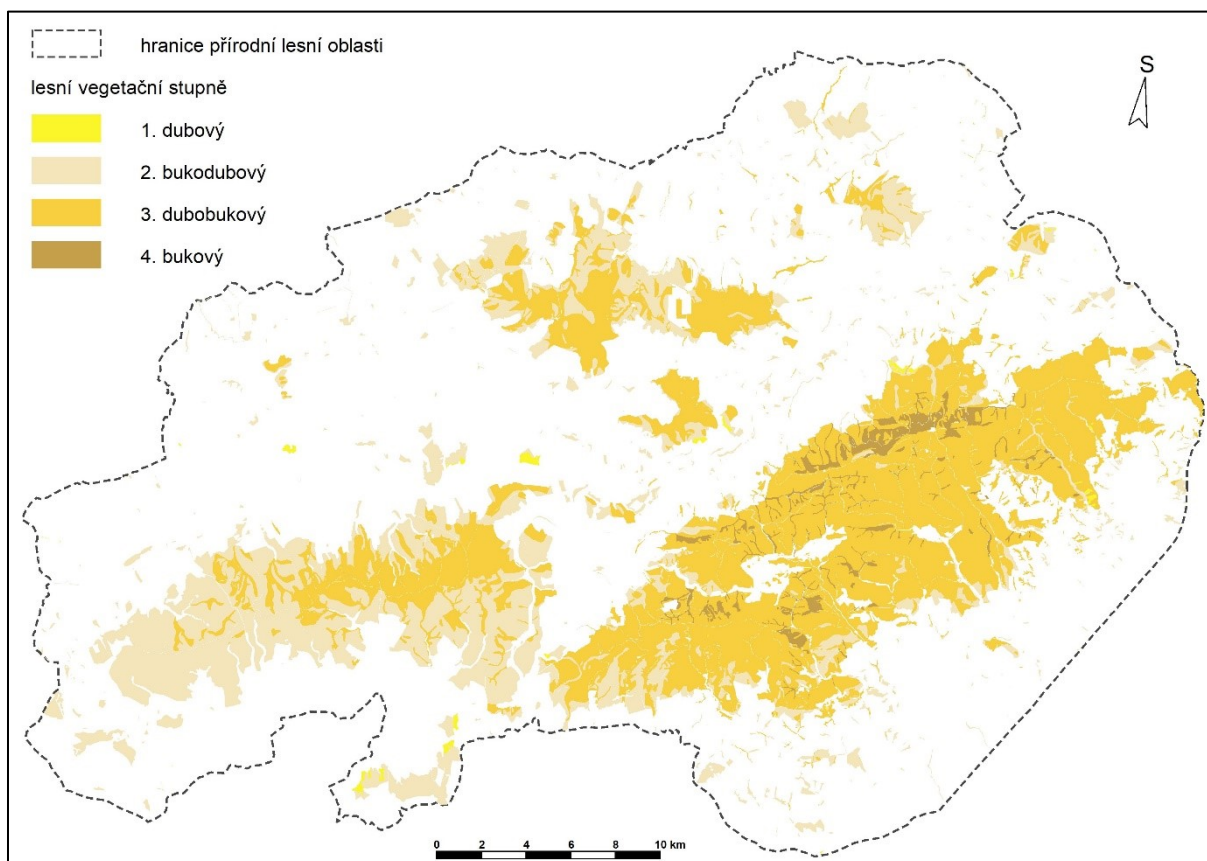 hranice přírodní lesní oblasti
lesní vegetační stupně
1. dubový
2. bukodubový
3. dubobukový
4. bukový
S
0 2 4 6 8 10 km